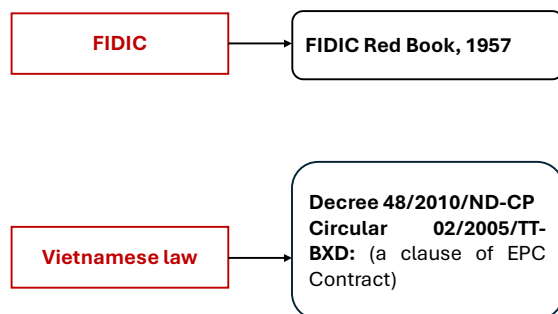 FIDIC
FIDIC Red Book, 1957
Vietnamese law
Decree 48/2010/ND-CP
Circular 02/2005/TT-
BXD: (a clause of EPC
Contract)